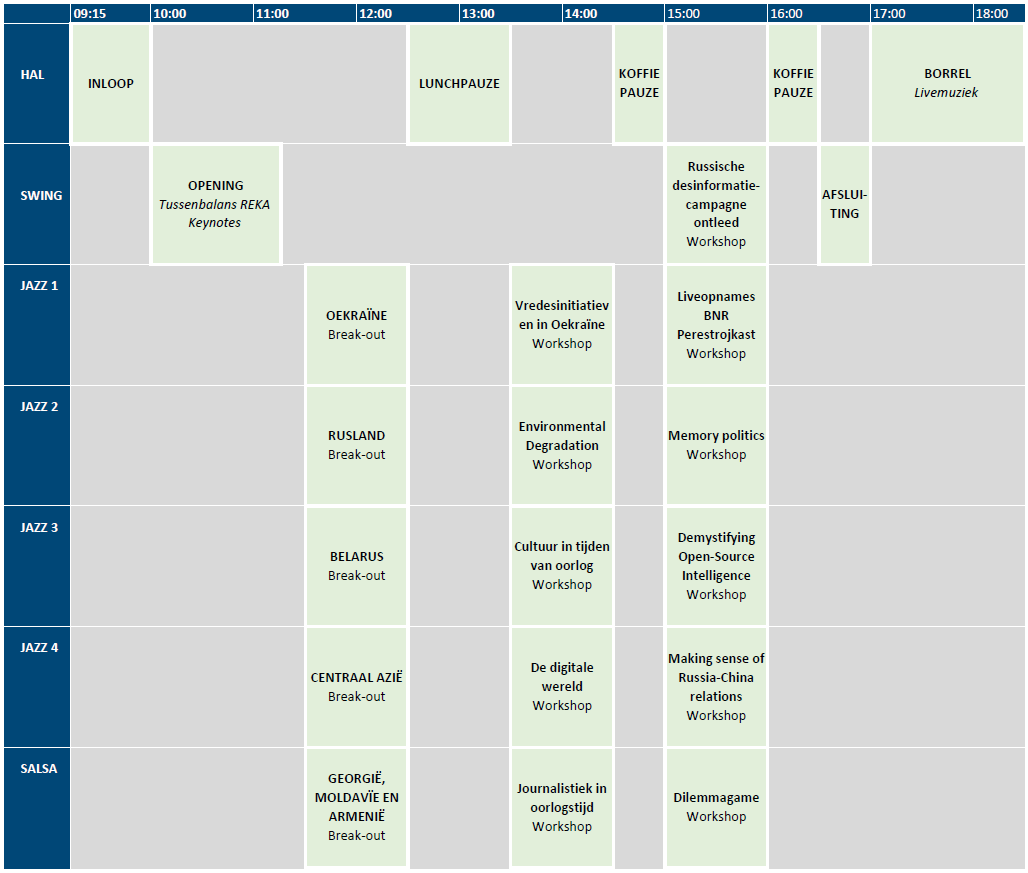 09:15 10:00 11:00 12:00 13:00 14:00 15:00 16:00 17:00 18:00
HAL
INLOOP
LUNCHPAUZE
KOFFIE
PAUZE
KOFFIE
PAUZE
BORREL
Livemuziek
SWING
OPENING
Tussenbalans REKA
Keynotes
Russische
desinformatie-
campagne
ontleed
Workshop
AFSLUI-
TING
JAZZ 1
OEKRAÏNE
Break-out
Vredesinitiatiev
en in Oekraïne
Workshop
Liveopnames
BNR
Perestrojkast
Workshop
JAZZ 2
RUSLAND
Break-out
Environmental
Degradation
Workshop
Memory politics
Workshop
JAZZ 3
BELARUS
Break-out
Cultuur in tijden
van oorlog
Workshop
Demystifying
Open-Source
Intelligence
Workshop
JAZZ 4
CENTRAAL AZIË
Break-out
De digitale
wereld
Workshop
Making sense of
Russia-China
relations
Workshop
SALSA
GEORGIË,
MOLDAVÏE EN
ARMENIË
Break-out
Journalistiek in
oorlogstijd
Workshop
Dilemmagame
Workshop